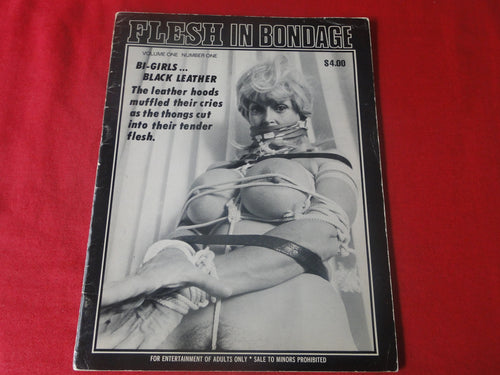 FLESH IN BONDAGE
VOLUME ONE NUMBER ONE
$4.00
BI-GIRLS...
BLACK LEATHER
The leather hoods
muffled their cries
as the thongs cut
into their tender
flesh.
FOR ENTERTAINMENT OF ADULTS ONLY * SALE TO MINORS PROHIBITED